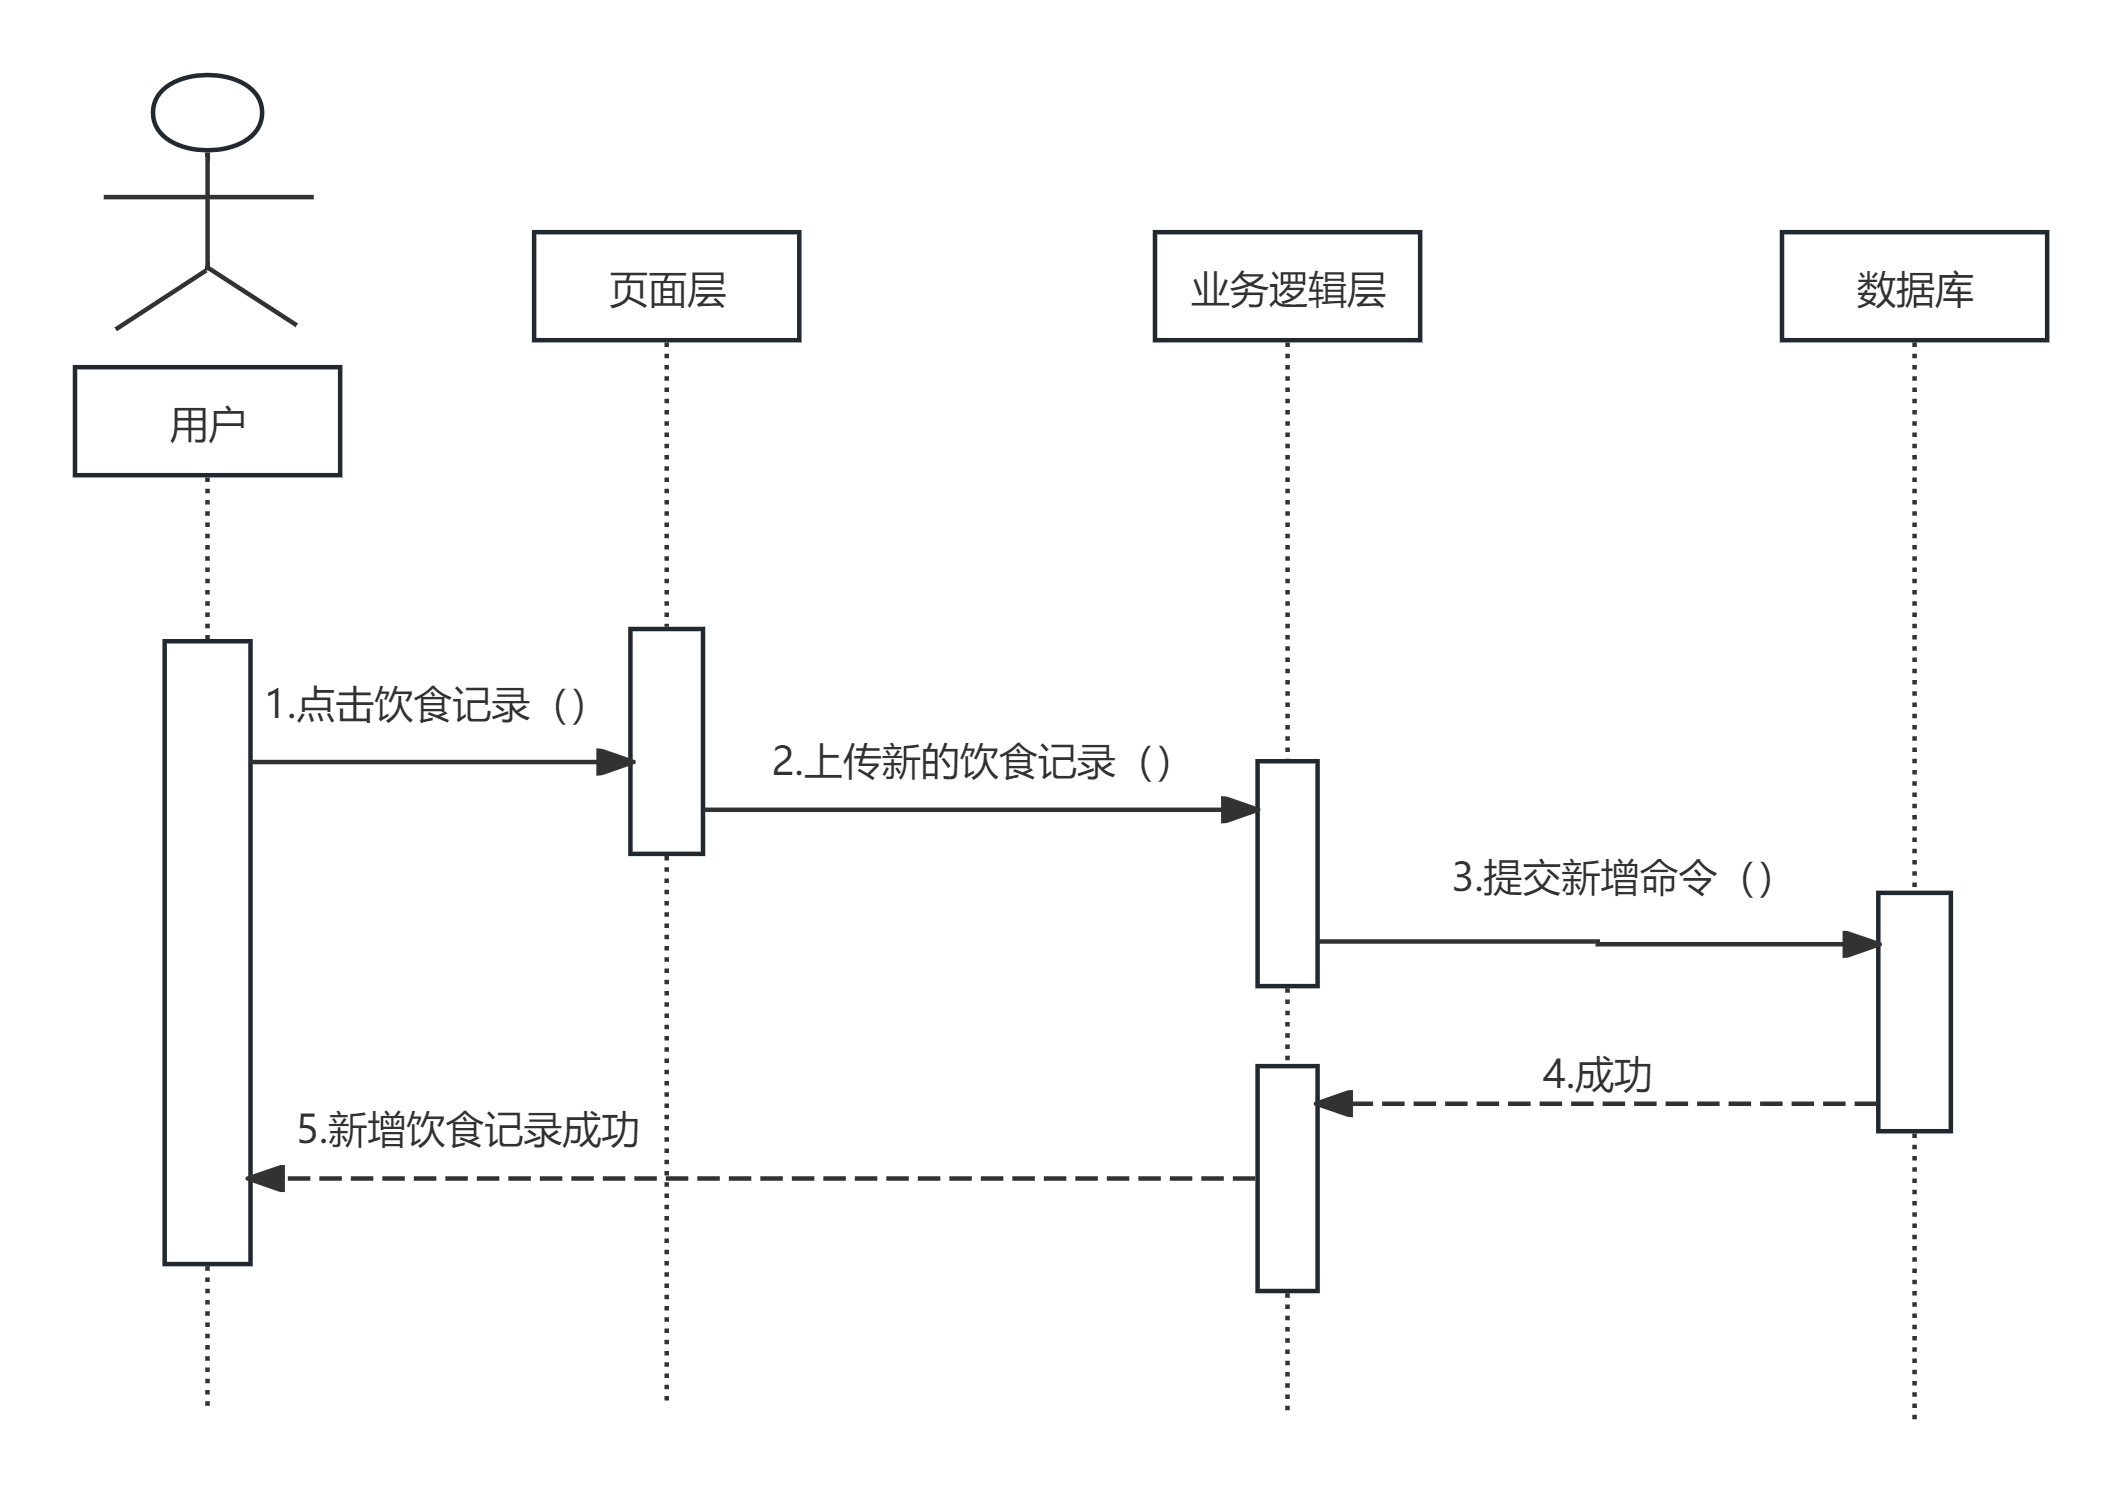 页面层
业务逻辑层
数据库
用户
1.点击饮食记录（）
2.上传新的饮食记录（）
3.提交新增命令（）
4.成功
5.新增饮食记录成功